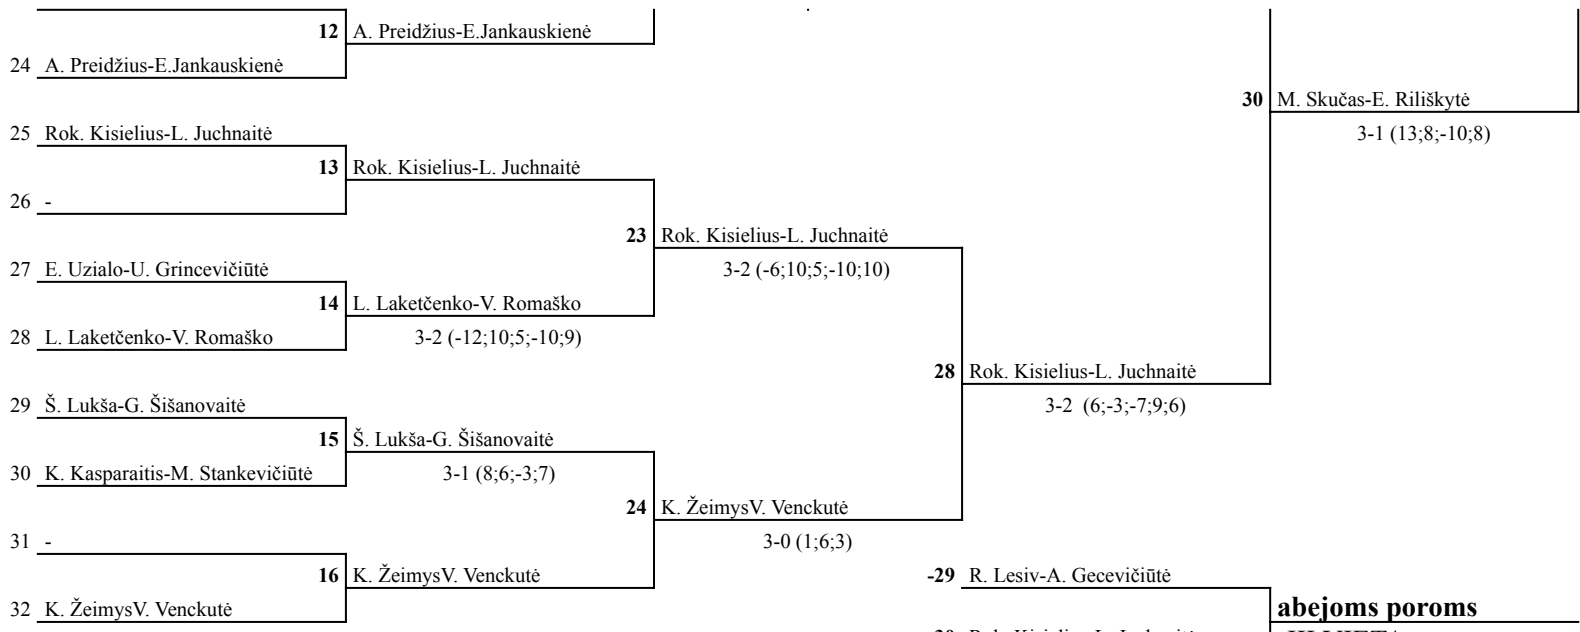 12 A. Preidžius-E.Jankauskienė
24 A. Preidžius-E.Jankauskienė
30 M. Skučas-E. Riliškytė
25 Rok. Kisielius-L. Juchnaitė
3-1 (13;8;-10;8)
13 Rok. Kisielius-L. Juchnaitė
26 -
23 Rok. Kisielius-L. Juchnaitė
27 E. Uzialo-U. Grincevičiūtė
3-2 (-6;10;5;-10;10)
14 L. Laketčenko-V. Romaško
28 L. Laketčenko-V. Romaško
3-2 (-12;10;5;-10;9)
28 Rok. Kisielius-L. Juchnaitė
29 Š. Lukša-G. Šišanovaitė
3-2 (6;-3;-7;9;6)
15 Š. Lukša-G. Šišanovaitė
30 K. Kasparaitis-M. Stankevičiūtė
3-1 (8;6;-3;7)
24 K. ŽeimysV. Venckutė
31 -
3-0 (1;6;3)
16 K. ŽeimysV. Venckutė
-29 R. Lesiv-A. Gecevičiūtė
32 K. ŽeimysV. Venckutė
abejoms poroms